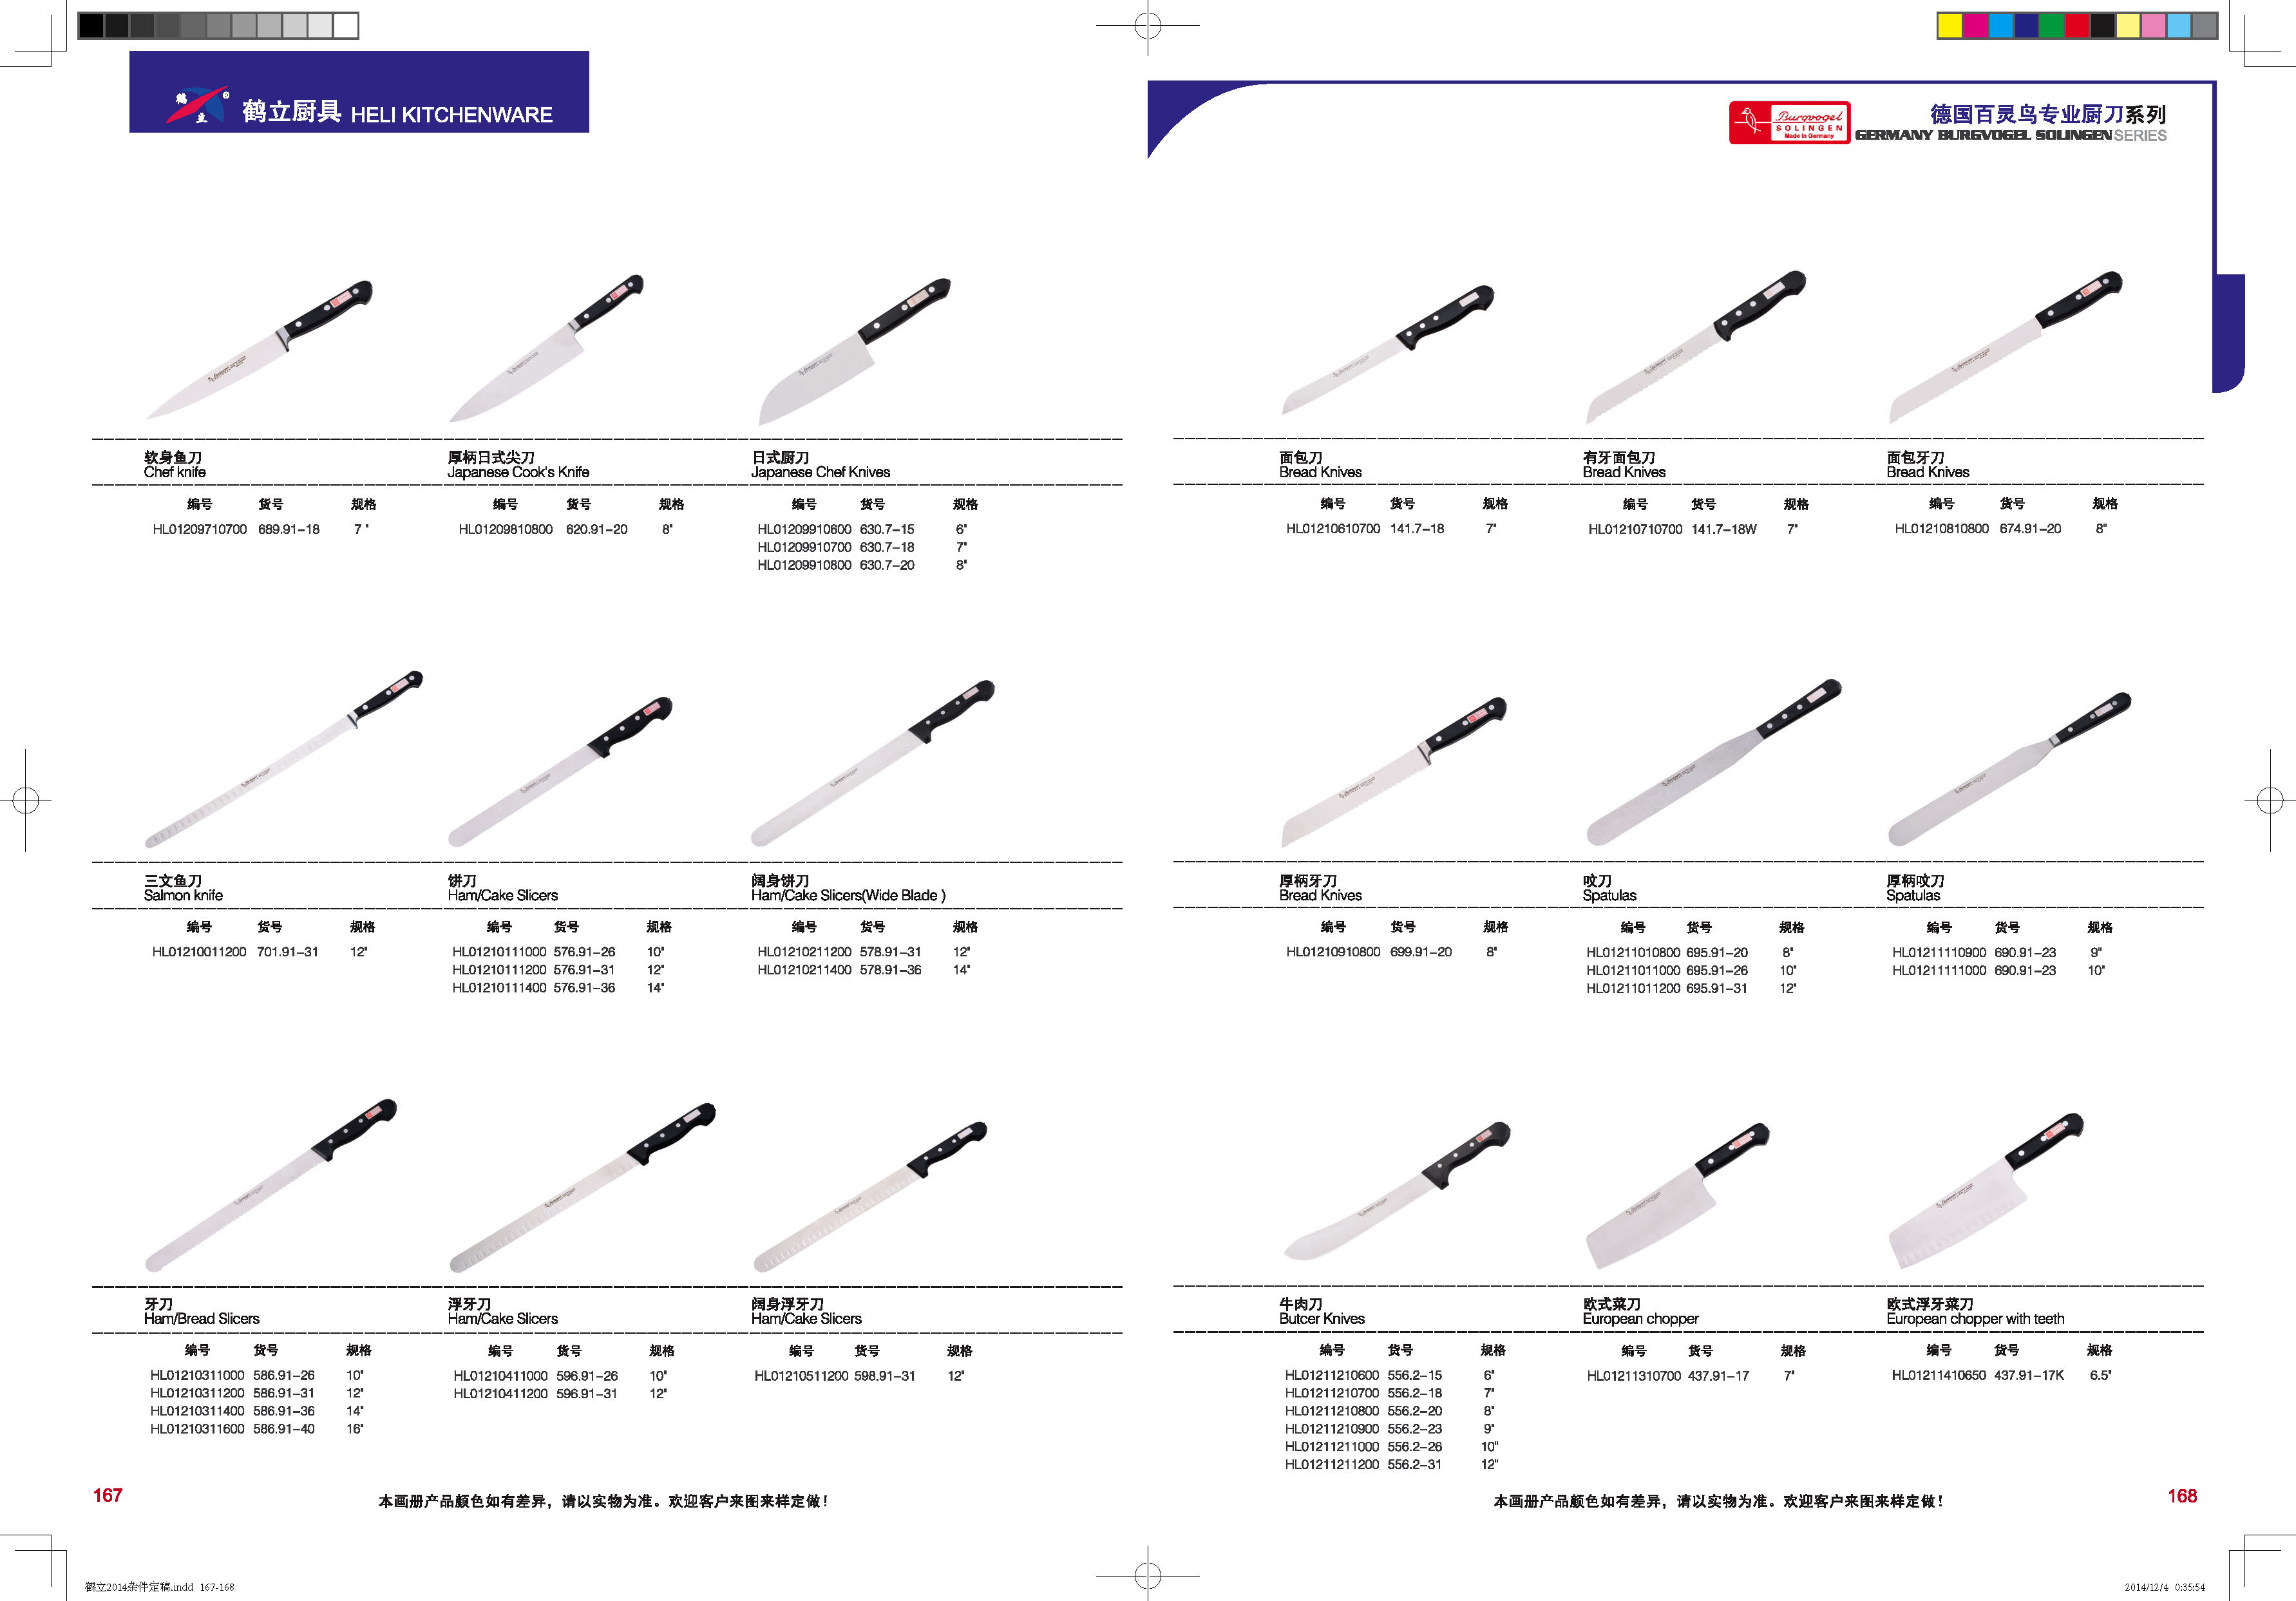 鹤立厨具 HELI KITCHENWARE
鹤立
软身鱼刀
Chef knife
编号 货号 规格
HL01209710700 689.91-18 7 "
厚柄日式尖刀
Japanese Cook's Knife
编号 货号 规格
HL01209810800 620.91-20 8"
日式厨刀
Japanese Chef Knives
编号 货号 规格
HL01209910600 630.7-15 6"
HL01209910700 630.7-18 7"
HL01209910800 630.7-20 8"
三文鱼刀
Salmon knife
编号 货号 规格
HL01210011200 701.91-31 12"
饼刀
Ham/Cake Slicers
编号 货号 规格
HL01210111000 576.91-26 10"
HL01210111200 576.91-31 12"
HL01210111400 576.91-36 14"
阔身饼刀
Ham/Cake Slicers(Wide Blade )
编号 货号 规格
HL01210211200 578.91-31 12"
HL01210211400 578.91-36 14"
牙刀
Ham/Bread Slicers
编号 货号 规格
HL01210311000 586.91-26 10"
HL01210311200 586.91-31 12"
HL01210311400 586.91-36 14"
HL01210311600 586.91-40 16"
浮牙刀
Ham/Cake Slicers
编号 货号 规格
HL01210411000 596.91-26 10"
HL01210411200 596.91-31 12"
阔身浮牙刀
Ham/Cake Slicers
编号 货号 规格
HL01210511200 598.91-31 12"
167
本画册产品颜色如有差异，请以实物为准。欢迎客户来图来样定做！
Burgvogel
SOLINGEN
Made in Germany
德国百灵鸟专业厨刀系列
GERMANY BURGVOGEL SOLINGEN SERIES
面包刀
Bread Knives
编号 货号 规格
HL01210610700 141.7-18 7"
有牙面包刀
Bread Knives
编号 货号 规格
HL01210710700 141.7-18W 7"
面包牙刀
Bread Knives
编号 货号 规格
HL01210810800 674.91-20 8"
厚柄牙刀
Bread Knives
编号 货号 规格
HL01210910800 699.91-20 8"
呅刀
Spatulas
编号 货号 规格
HL01211010800 695.91-20 8"
HL01211011000 695.91-26 10"
HL01211011200 695.91-31 12"
厚柄呅刀
Spatulas
编号 货号 规格
HL01211110900 690.91-23 9"
HL01211111000 690.91-23 10"
牛肉刀
Butcer Knives
编号 货号 规格
HL01211210600 556.2-15 6"
HL01211210700 556.2-18 7"
HL01211210800 556.2-20 8"
HL01211210900 556.2-23 9"
HL01211211000 556.2-26 10"
HL01211211200 556.2-31 12"
欧式菜刀
European chopper
编号 货号 规格
HL01211310700 437.91-17 7"
欧式浮牙菜刀
European chopper with teeth
编号 货号 规格
HL01211410650 437.91-17K 6.5"
本画册产品颜色如有差异，请以实物为准。欢迎客户来图来样定做！
168
鹤立2014杂件定稿.indd 167-168
2014/12/4 0:35:54